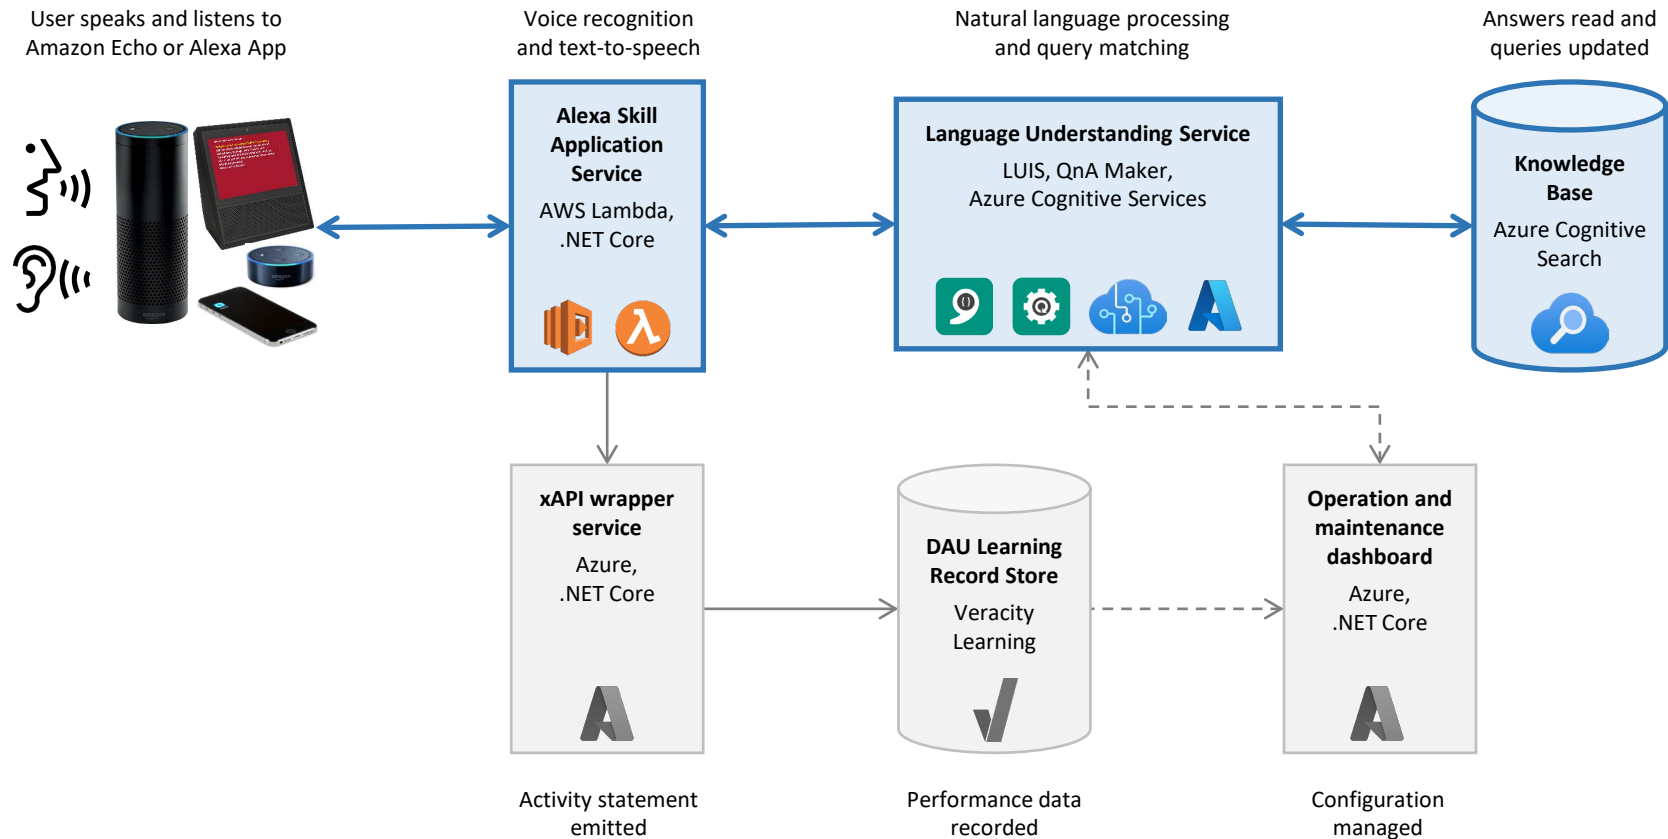 User speaks and listens to
Amazon Echo or Alexa App
Voice recognition
and text-to-speech
Natural language processing
and query matching
Answers read and
queries updated
Alexa Skill
Application
Service
AWS Lambda,
.NET Core
Language Understanding Service
LUIS, QnA Maker,
Azure Cognitive Services
Knowledge
Base
Azure Cognitive
Search
xAPI wrapper
service
Azure,
.NET Core
DAU Learning
Record Store
Veracity
Learning
Operation and
maintenance
dashboard
Azure,
.NET Core
Activity statement
emitted
Performance data
recorded
Configuration
managed